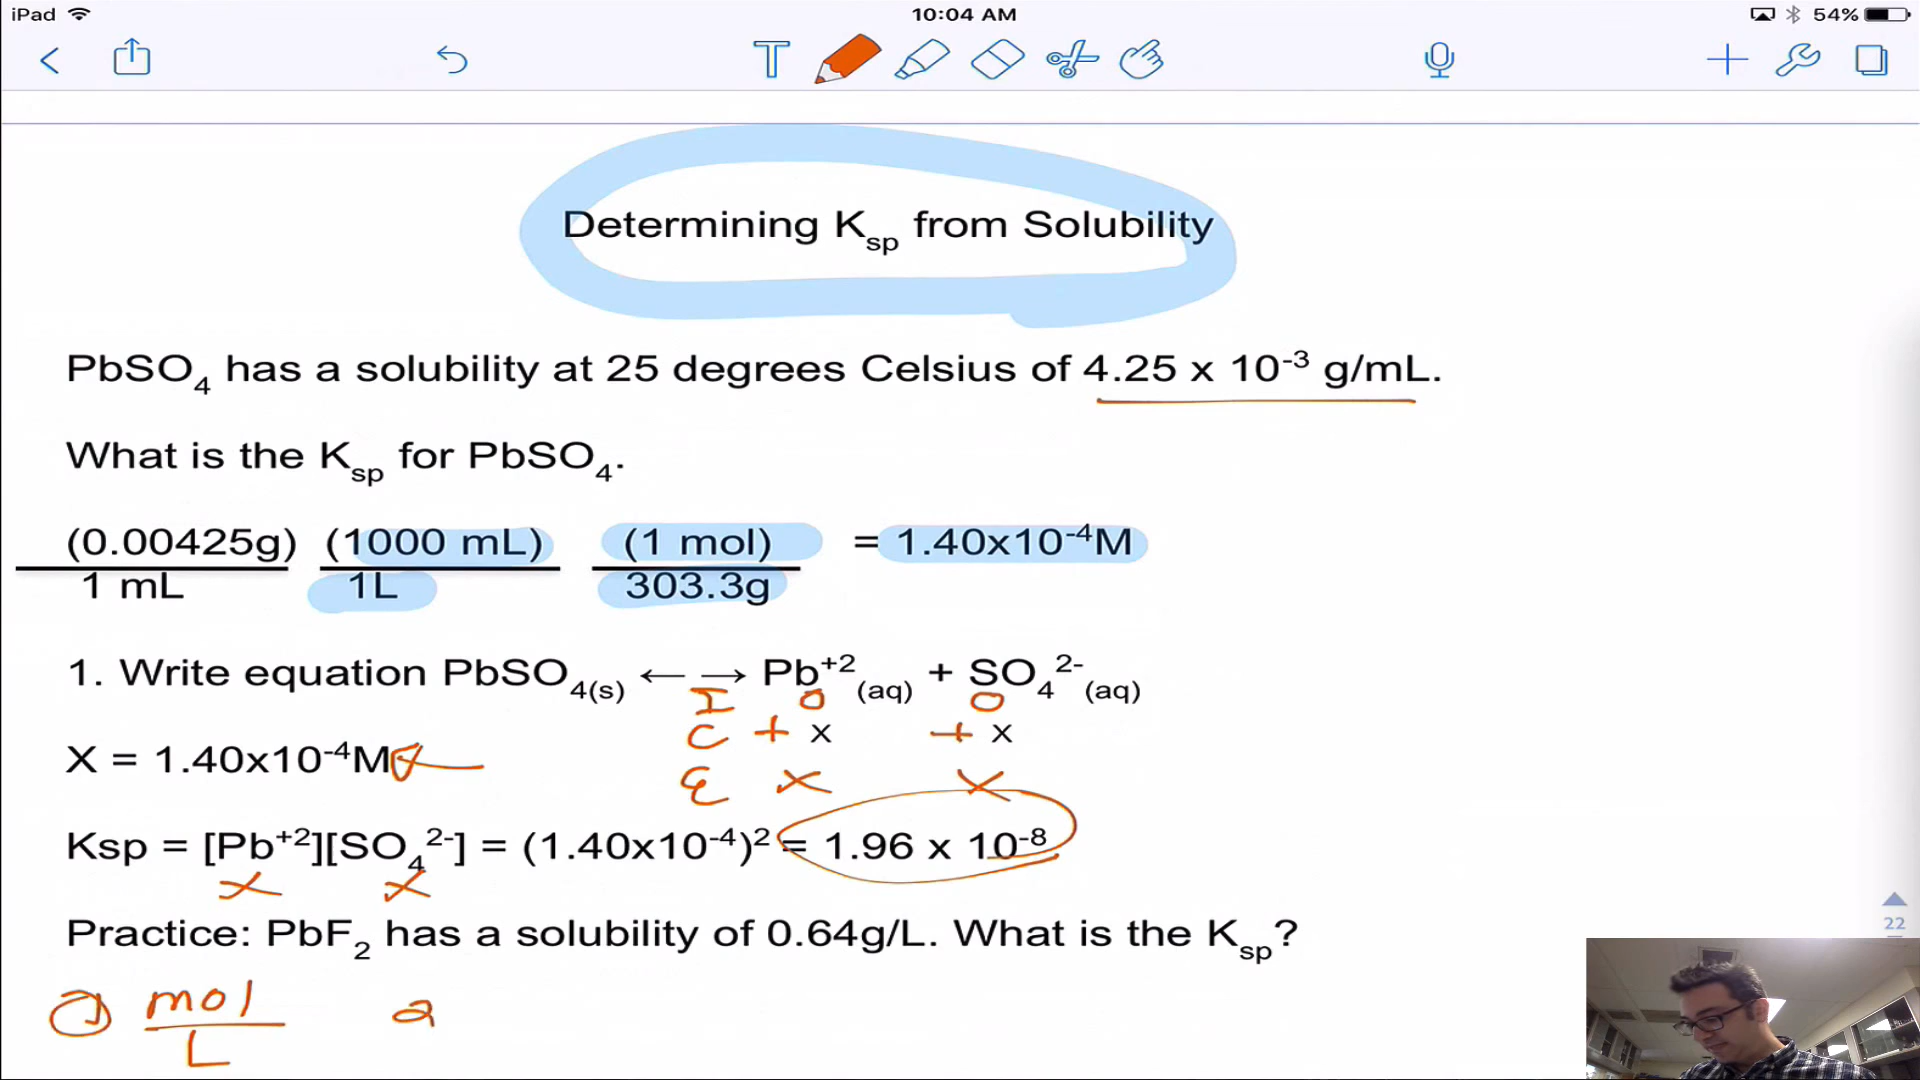 iPad 10:04 AM 54%
T
Determining Ksp from Solubility
PbSO4 has a solubility at 25 degrees Celsius of 4.25 x 10-3 g/mL.
What is the Ksp for PbSO4.
(0.00425g) (1000 mL) (1 mol) = 1.40x10-4M
1 mL 1L 303.3g
1. Write equation PbSO4(s) ←→ Pb+2(aq) + SO42-(aq)
I 0 0
C + x + x
E x x
X = 1.40x10-4M
Ksp = [Pb+2][SO42-] = (1.40x10-4)2 = 1.96 x 10-8
x x
Practice: PbF2 has a solubility of 0.64g/L. What is the Ksp?
22
mol 2
L